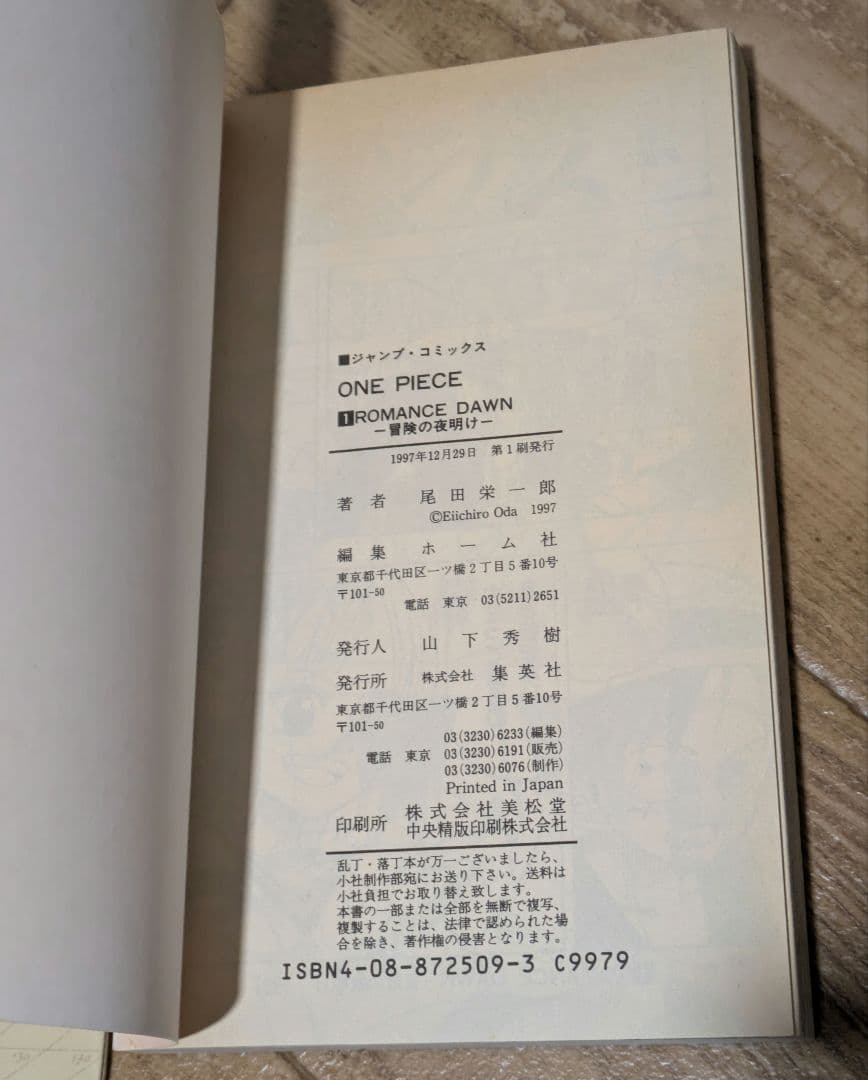 ■ジャンプ・コミックス
ONE PIECE
1ROMANCE DAWN
―冒険の夜明け―
1997年12月29日 第1刷発行
著者 尾田栄一郎
©Eiichiro Oda 1997
編集 ホーム社
東京都千代田区一ツ橋2丁目5番10号
〒101-50
電話 東京 03(5211)2651
発行人 山下秀樹
発行所 株式会社 集英社
東京都千代田区一ツ橋2丁目5番10号
〒101-50
03(3230)6233(編集)
電話 東京 03(3230)6191(販売)
03(3230)6076(制作)
Printed in Japan
印刷所 株式会社美松堂
中央精版印刷株式会社
乱丁・落丁本が万一ございましたら、
小社制作部宛にお送り下さい。送料は
小社負担でお取り替え致します。
本書の一部または全部を無断で複写、
複製することは、法律で認められた場
合を除き、著作権の侵害となります。
ISBN4-08-872509-3 C9979